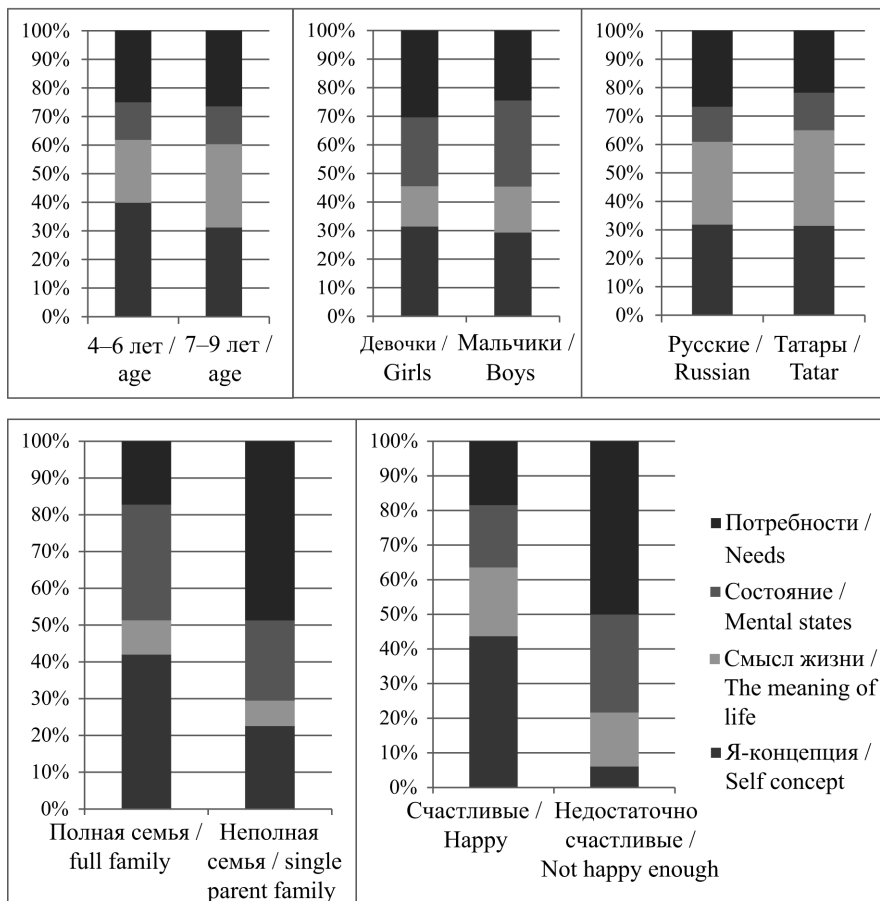 100%
90%
80%
70%
60%
50%
40%
30%
20%
10%
0%
4–6 лет /
age
7–9 лет /
age
100%
90%
80%
70%
60%
50%
40%
30%
20%
10%
0%
Девочки /
Girls
Мальчики /
Boys
100%
90%
80%
70%
60%
50%
40%
30%
20%
10%
0%
Русские /
Russian
Татары /
Tatar
100%
90%
80%
70%
60%
50%
40%
30%
20%
10%
0%
Полная семья /
full family
Неполная
семья / single
parent family
100%
90%
80%
70%
60%
50%
40%
30%
20%
10%
0%
Счастливые /
Happy
Недостаточно
счастливые /
Not happy enough
Потребности /
Needs
Состояние /
Mental states
Смысл жизни /
The meaning of
life
Я-концепция /
Self concept